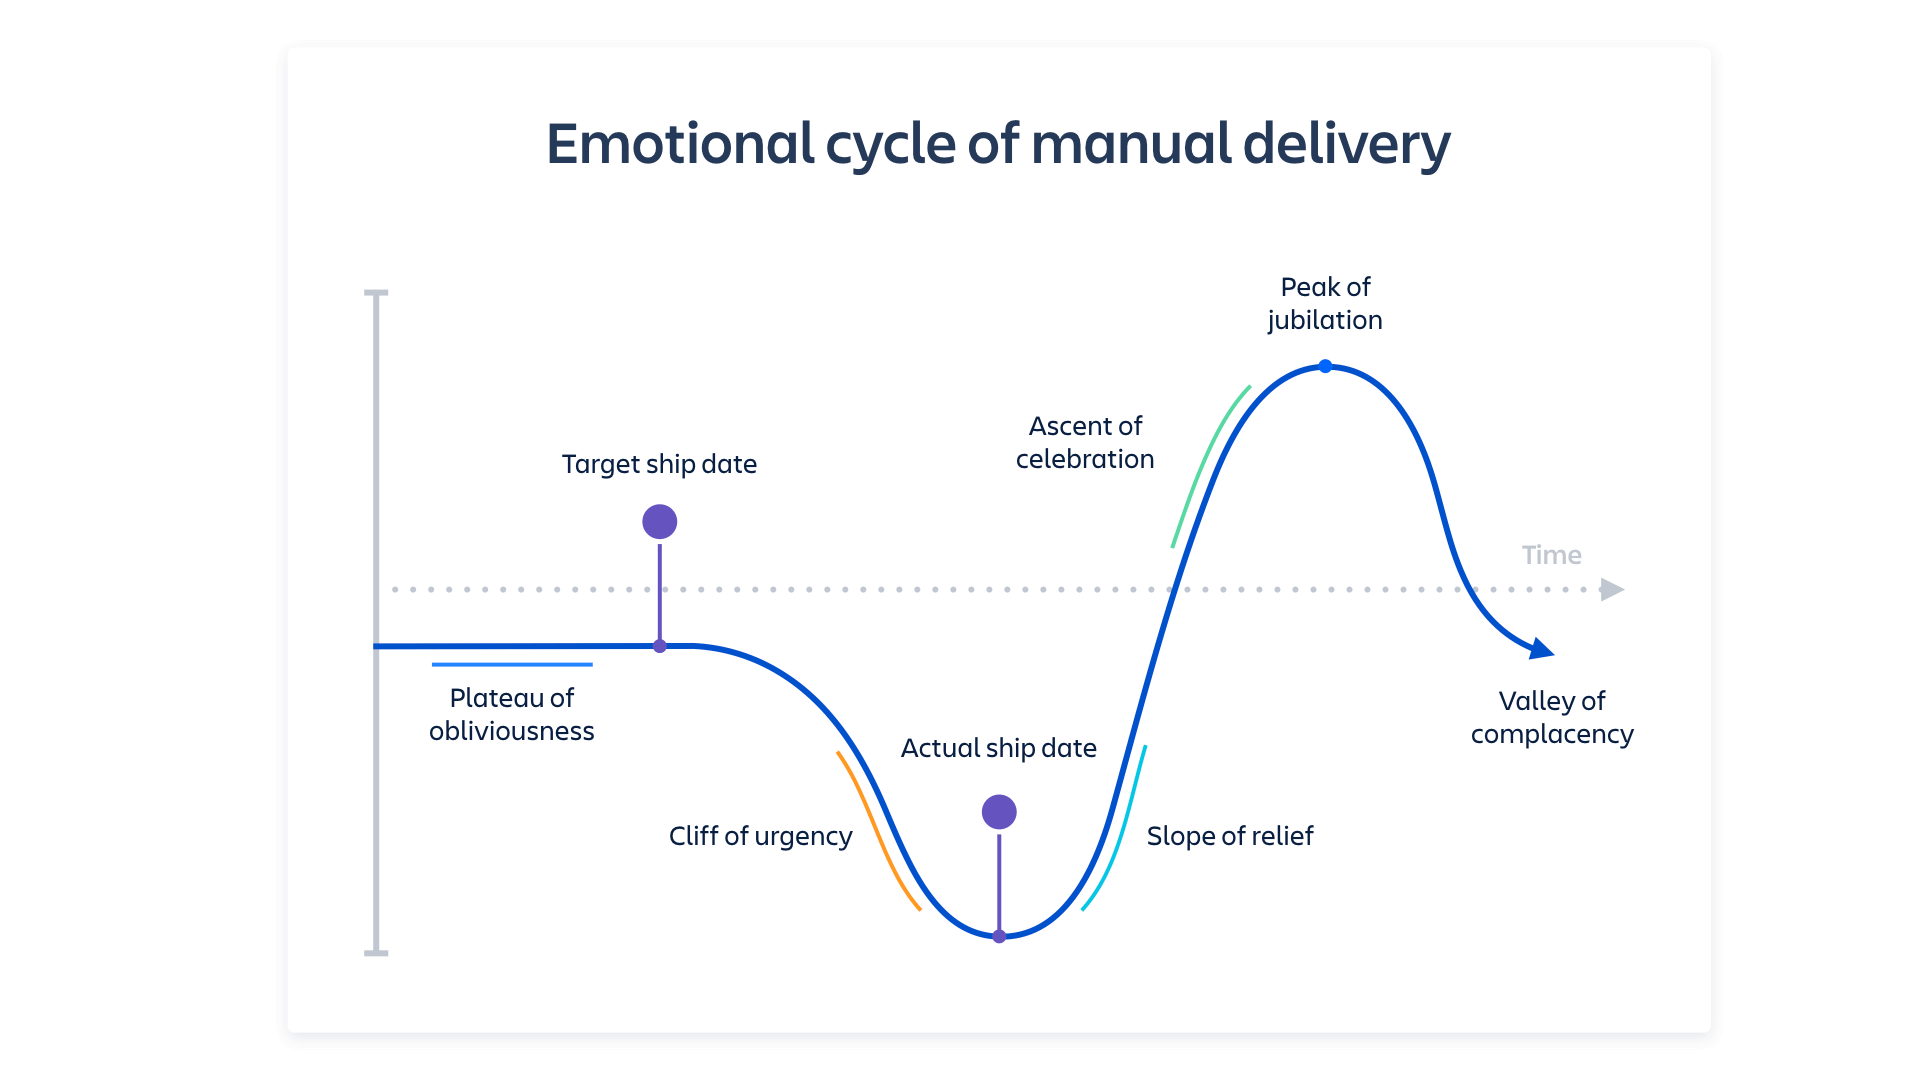 Emotional cycle of manual delivery
Peak of
jubilation
Ascent of
celebration
Target ship date
Time
Plateau of
obliviousness
Valley of
complacency
Actual ship date
Cliff of urgency
Slope of relief